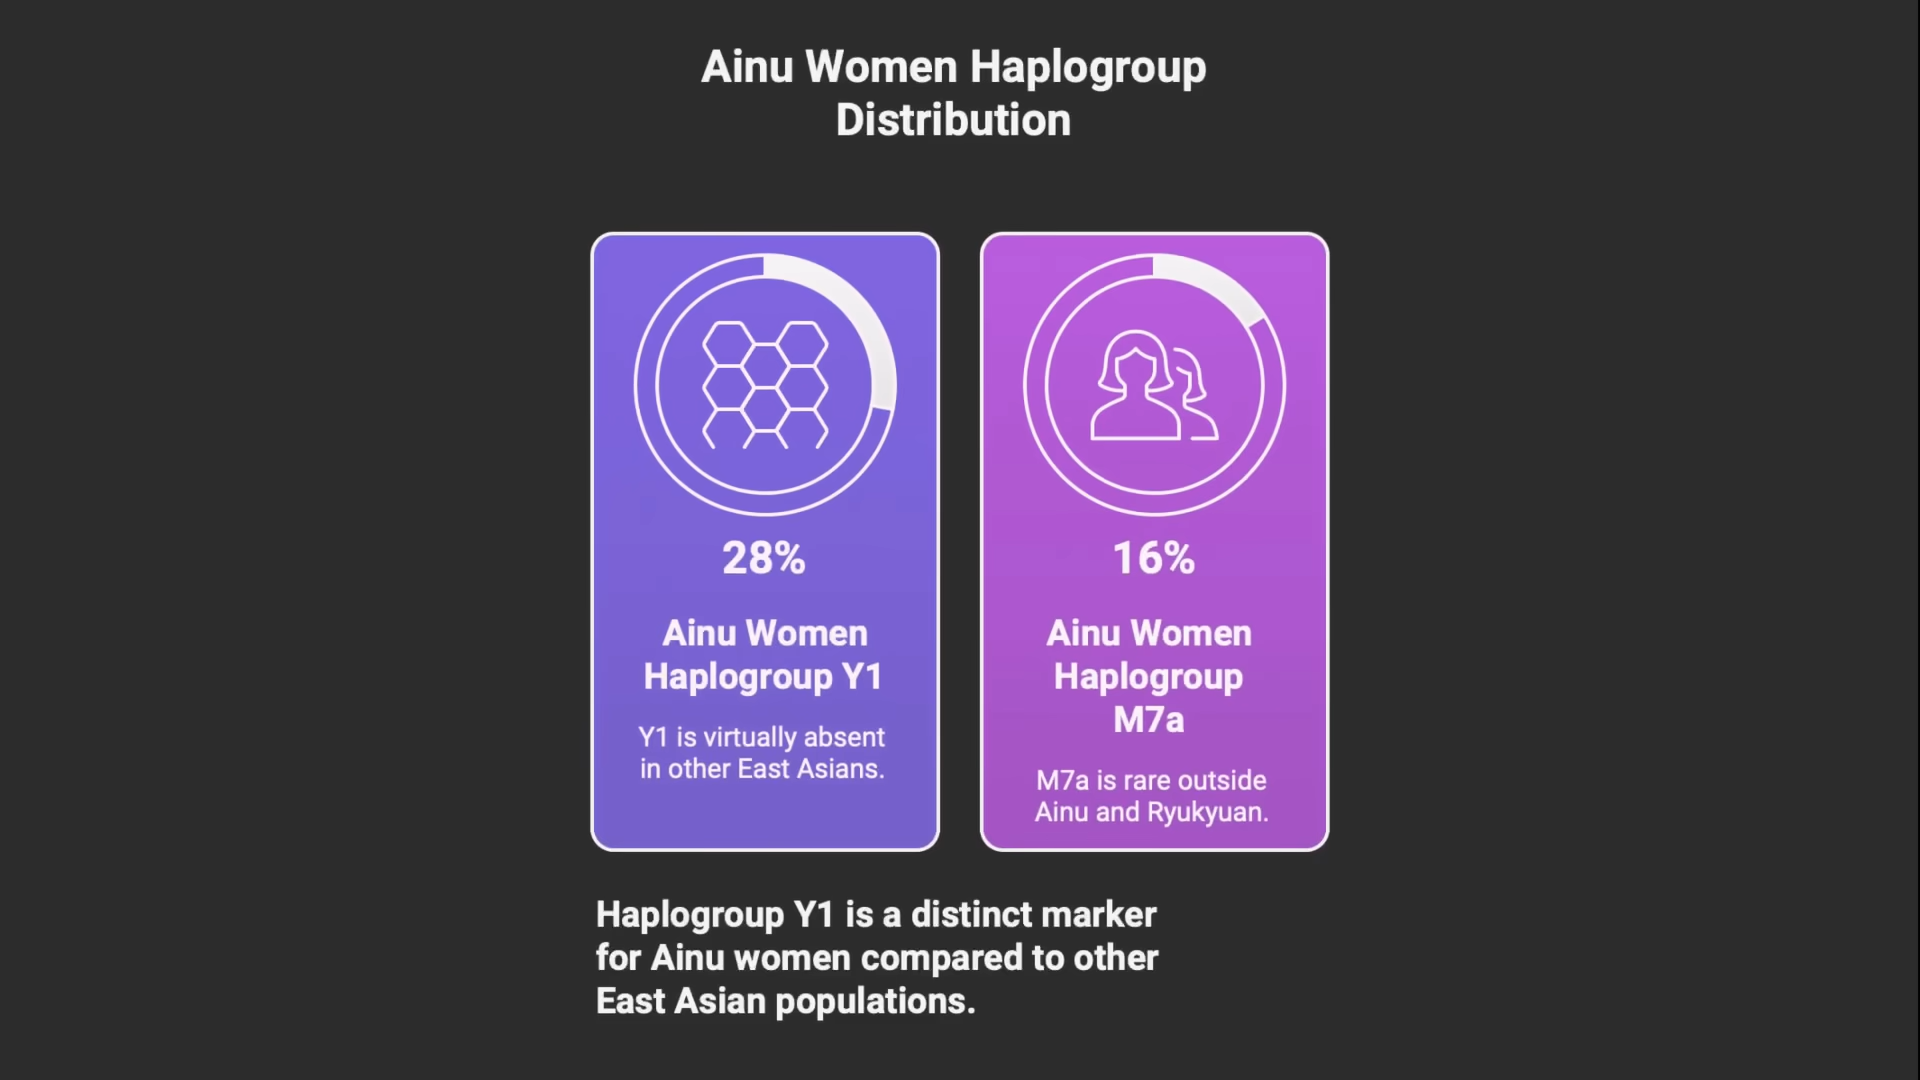 Ainu Women Haplogroup
Distribution
28%
Ainu Women
Haplogroup Y1
Y1 is virtually absent
in other East Asians.
16%
Ainu Women
Haplogroup
M7a
M7a is rare outside
Ainu and Ryukyuan.
Haplogroup Y1 is a distinct marker
for Ainu women compared to other
East Asian populations.